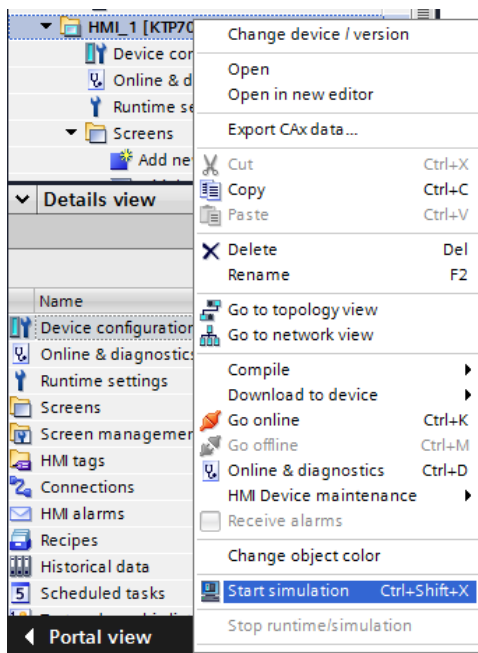 HMI_1 [KTP70
Change device / version
Device cor
Open
Online & d
Open in new editor
Runtime se
Export CAx data...
Screens
Add ne
Cut Ctrl+X
Copy Ctrl+C
Details view
Paste Ctrl+V
Delete Del
Rename F2
Name
Go to topology view
Device configuration
Go to network view
Online & diagnostics
Compile
Runtime settings
Download to device
Screens
Go online Ctrl+K
Screen managemer
Go offline Ctrl+M
HMI tags
Online & diagnostics Ctrl+D
Connections
HMI Device maintenance
HMI alarms
Receive alarms
Recipes
Change object color
Historical data
5 Scheduled tasks
Start simulation Ctrl+Shift+X
Portal view
Stop runtime/simulation